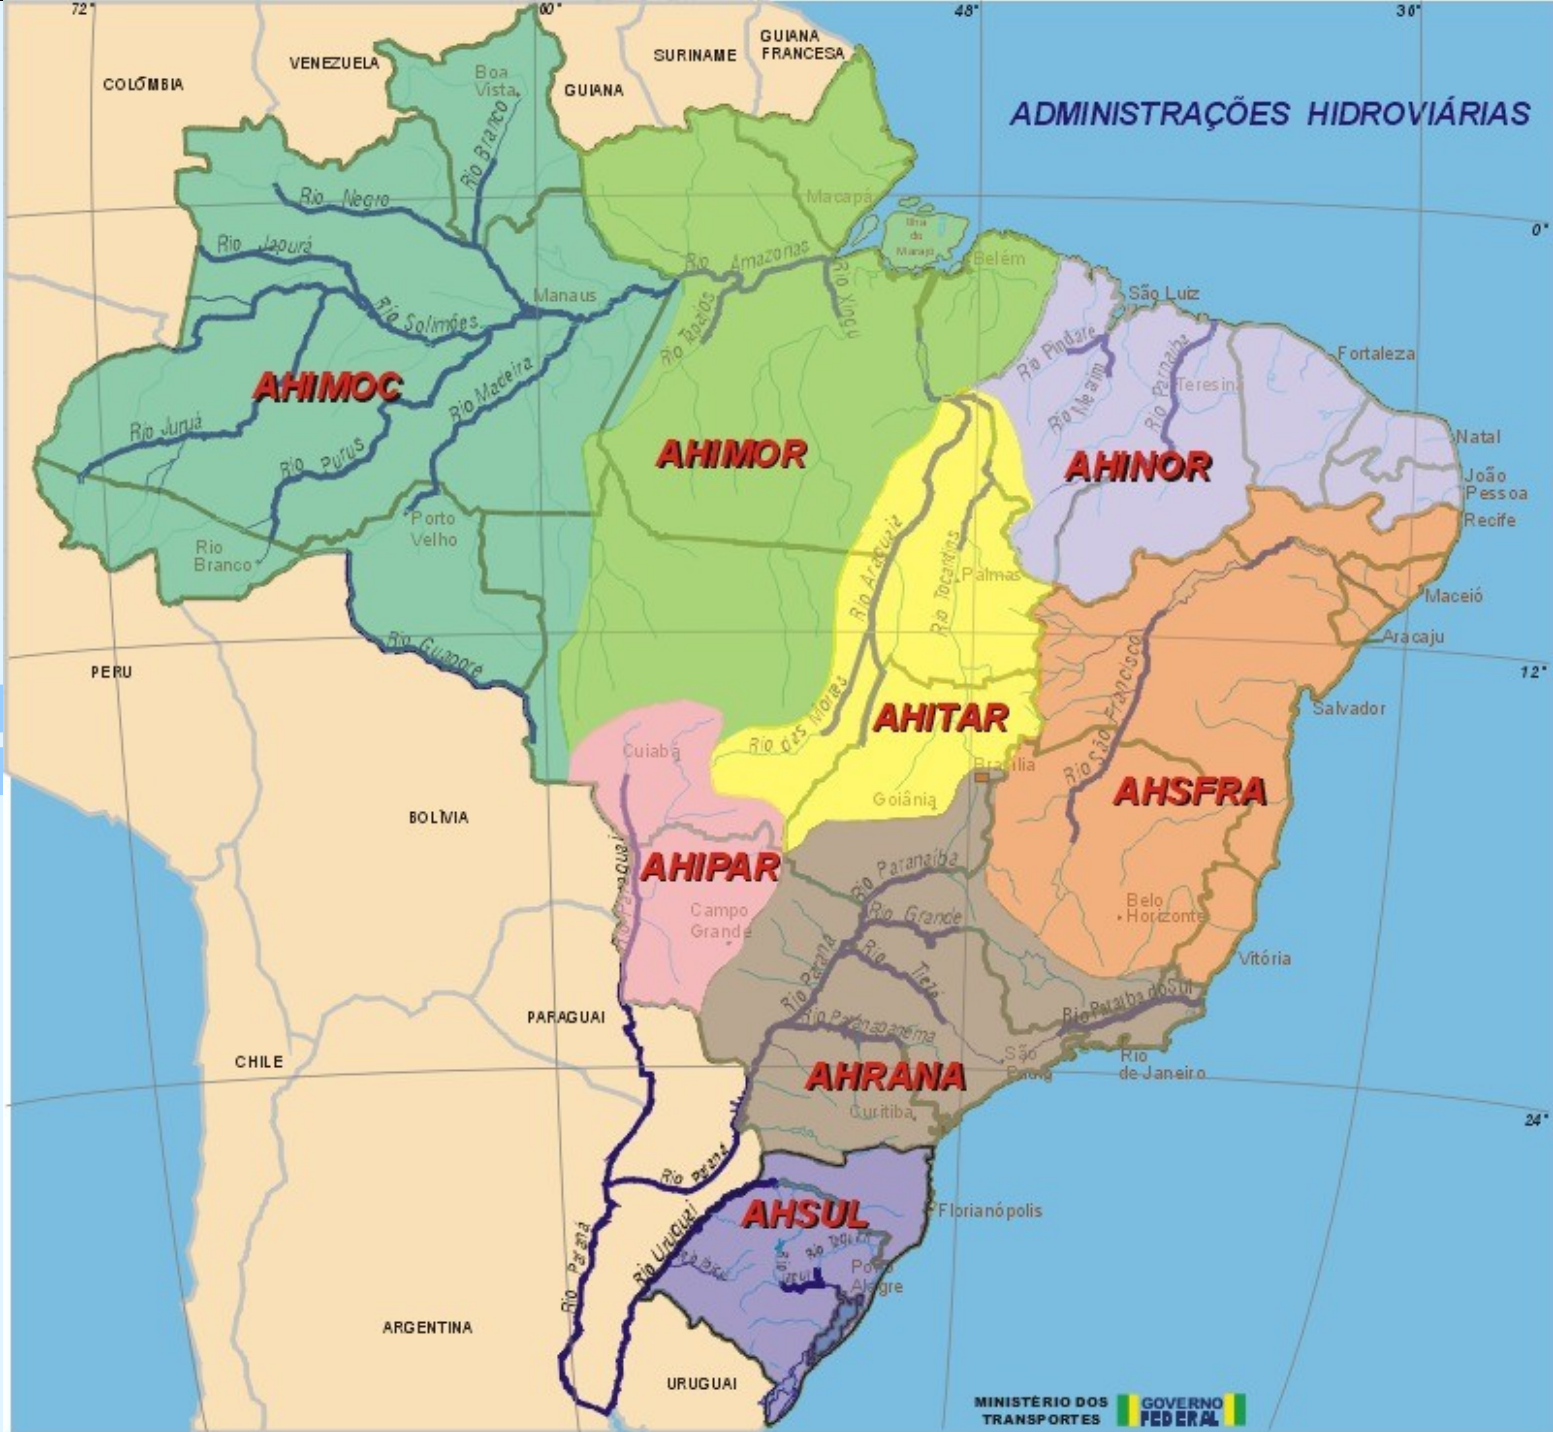 72°
60°
48°
36°
COLÔMBIA
VENEZUELA
GUIANA
SURINAME
GUIANA
FRANCESA
ADMINISTRAÇÕES HIDROVIÁRIAS
Boa
Vista
Rio Branco
Rio Negro
Rio Japurá
Macapá
Ilha
do
Marajó
0°
Rio Amazonas
Belém
Rio Xingu
Rio Tapajós
Manaus
Rio Solimões
São Luiz
Rio Pindaré
Rio Mearim
Rio Parnaíba
Teresina
Fortaleza
AHIMOC
Rio Madeira
Rio Juruá
Rio Purus
AHIMOR
AHINOR
Natal
João
Pessoa
Recife
Porto
Velho
Rio
Branco
Rio Araguaia
Rio Tocantins
Palmas
Maceió
Aracaju
Rio Guaporé
PERU
12°
Rio São Francisco
Salvador
Rio das Mortes
AHITAR
Cuiabá
Brasília
Goiânia
AHSFRA
BOLÍVIA
AHIPAR
Rio Paraguai
Campo
Grande
Rio Paranaíba
Rio Grande
Belo
Horizonte
Vitória
Rio Paraná
Rio Tietê
Rio Paraíba do Sul
Rio Paranapanema
PARAGUAI
CHILE
AHRANA
São
Rio
de Janeiro
Curitiba
24°
Rio Paraná
AHSUL
Florianópolis
Rio Uruguai
Rio Paraná
Rio
Rio
Porto
Alegre
ARGENTINA
URUGUAI
MINISTÉRIO DOS
TRANSPORTES
GOVERNO
FEDERAL